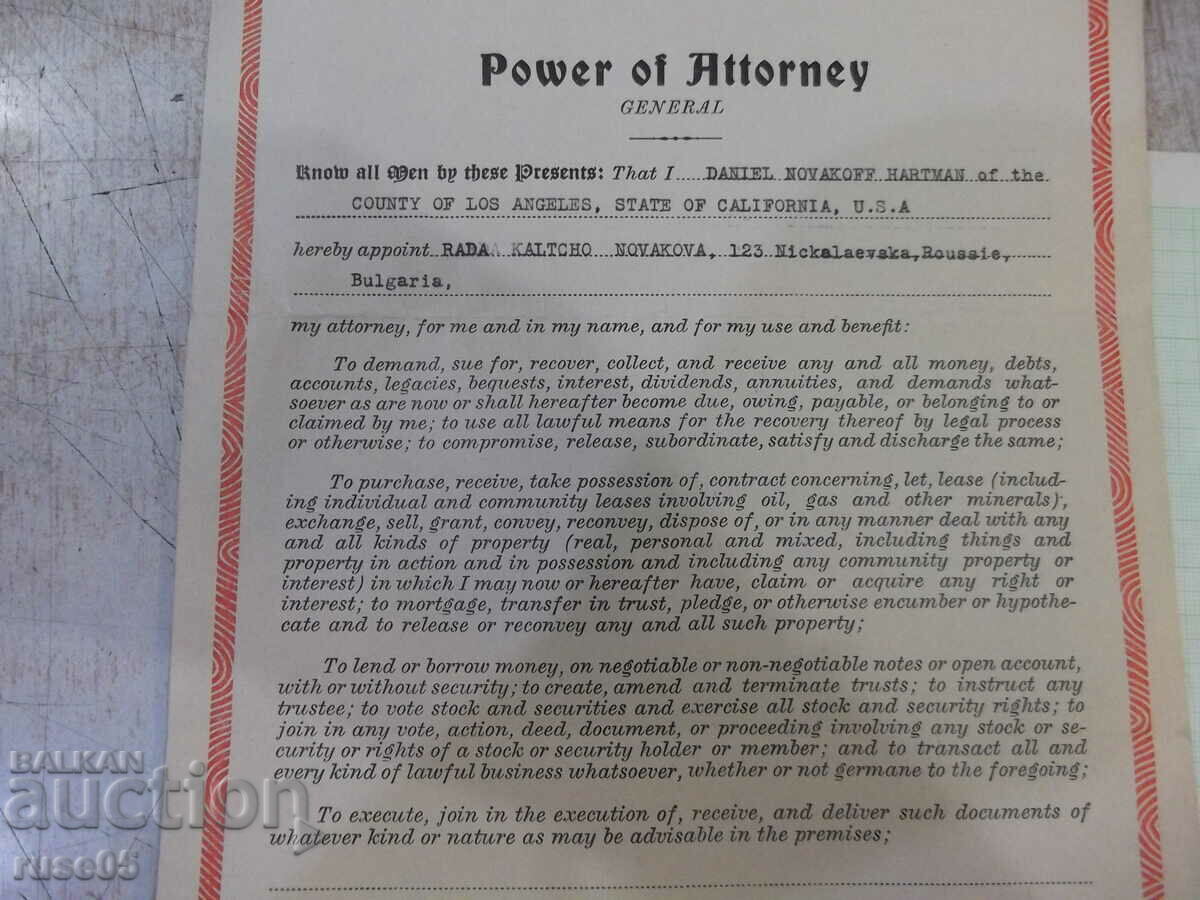 Power of Attorney
GENERAL
Know all Men by these Presents: That I DANIEL NOVAKOFF HARTMAN of the
COUNTY OF LOS ANGELES, STATE OF CALIFORNIA, U.S.A
hereby appoint RADA KALTCHO NOVAKOVA, 123 Nickalaevska, Roussie,
Bulgaria,
my attorney, for me and in my name, and for my use and benefit:
To demand, sue for, recover, collect, and receive any and all money, debts,
accounts, legacies, bequests, interest, dividends, annuities, and demands what-
soever as are now or shall hereafter become due, owing, payable, or belonging to or
claimed by me; to use all lawful means for the recovery thereof by legal process
or otherwise; to compromise, release, subordinate, satisfy and discharge the same;
To purchase, receive, take possession of, contract concerning, let, lease (includ-
ing individual and community leases involving oil, gas and other minerals),
exchange, sell, grant, convey, reconvey, dispose of, or in any manner deal with any
and all kinds of property (real, personal and mixed, including things and
property in action and in possession and including any community property or
interest) in which I may now or hereafter have, claim or acquire any right or
interest; to mortgage, transfer in trust, pledge, or otherwise encumber or hypothe-
cate and to release or reconvey any and all such property;
To lend or borrow money, on negotiable or non-negotiable notes or open account,
with or without security; to create, amend and terminate trusts; to instruct any
trustee; to vote stock and securities and exercise all stock and security rights; to
join in any vote, action, deed, document, or proceeding involving any stock or se-
curity or rights of a stock or security holder or member; and to transact all and
every kind of lawful business whatsoever, whether or not germane to the foregoing;
To execute, join in the execution of, receive, and deliver such documents of
whatever kind or nature as may be advisable in the premises;
BALKAN
auction
ruse05